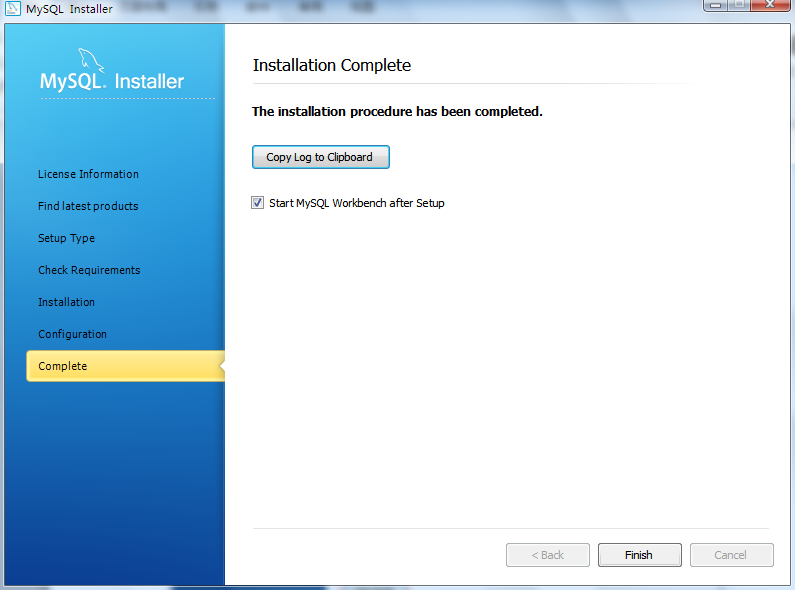 MySQL Installer
MySQL. Installer
License Information
Find latest products
Setup Type
Check Requirements
Installation
Configuration
Complete
Installation Complete
The installation procedure has been completed.
Copy Log to Clipboard
Start MySQL Workbench after Setup
< Back
Finish
Cancel